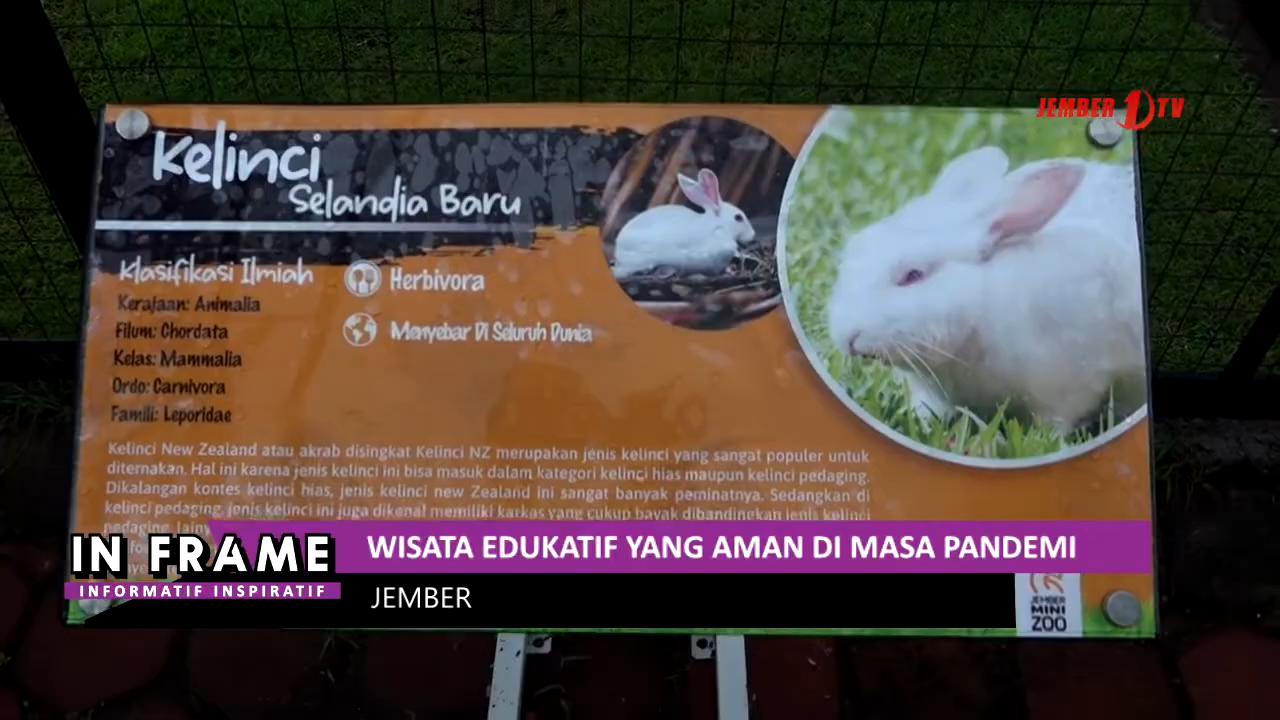 JEMBER 1 TV
Kelinci
Selandia Baru
Klasifikasi Ilmiah
Kerajaan: Animalia
Filum: Chordata
Kelas: Mammalia
Ordo: Carnivora
Famili: Leporidae
Herbivora
Menyebar Di Seluruh Dunia
Kelinci New Zealand atau akrab disingkat Kelinci NZ merupakan jenis kelinci yang sangat populer untuk
diternakan. Hal ini karena jenis kelinci ini bisa masuk dalam kategori kelinci hias maupun kelinci pedaging.
Dikalangan kontes kelinci hias, jenis kelinci new Zealand ini sangat banyak peminatnya. Sedangkan di
kelinci pedaging, jenis kelinci ini juga dikenal memiliki karkas yang cukup bayak dibandingkan jenis kelinci
pedaging
IN FRAME
INFORMATIF INSPIRATIF
WISATA EDUKATIF YANG AMAN DI MASA PANDEMI
JEMBER
JEMBER
MINI
ZOO